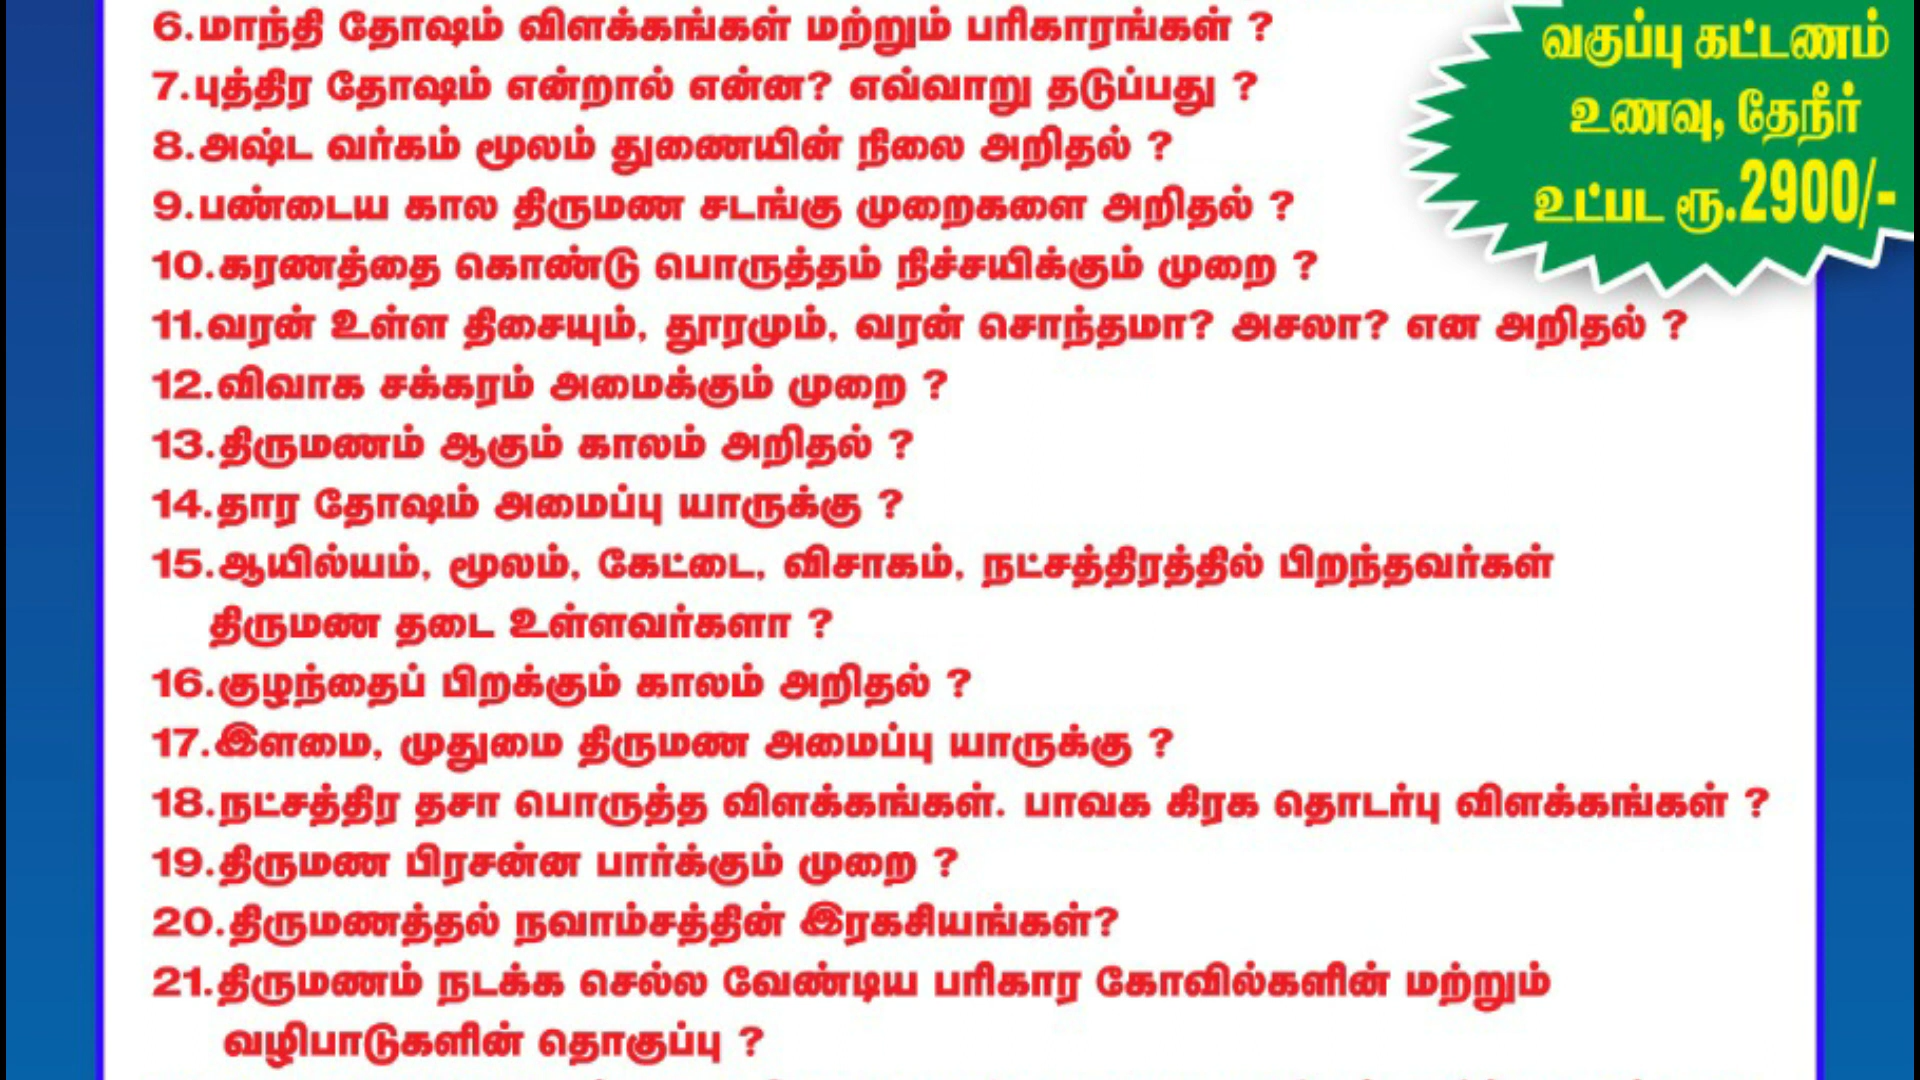 6.மாந்தி தோஷம் விளக்கங்கள் மற்றும் பரிகாரங்கள் ?
7.புத்திர தோஷம் என்றால் என்ன? எவ்வாறு தடுப்பது ?
8.அஷ்ட வர்கம் மூலம் துணையின் நிலை அறிதல் ?
9.பண்டைய கால திருமண சடங்கு முறைகளை அறிதல் ?
10.கரணத்தை கொண்டு பொருத்தம் நிச்சயிக்கும் முறை ?
11.வரன் உள்ள திசையும், தூரமும், வரன் சொந்தமா? அசலா? என அறிதல் ?
12.விவாக சக்கரம் அமைக்கும் முறை ?
13.திருமணம் ஆகும் காலம் அறிதல் ?
14.தார தோஷம் அமைப்பு யாருக்கு ?
15.ஆயில்யம், மூலம், கேட்டை, விசாகம், நட்சத்திரத்தில் பிறந்தவர்கள்
திருமண தடை உள்ளவர்களா ?
16.குழந்தைப் பிறக்கும் காலம் அறிதல் ?
17.இளமை, முதுமை திருமண அமைப்பு யாருக்கு ?
18.நட்சத்திர தசா பொருத்த விளக்கங்கள். பாவக கிரக தொடர்பு விளக்கங்கள் ?
19.திருமண பிரசன்ன பார்க்கும் முறை ?
20.திருமணத்தல் நவாம்சத்தின் இரகசியங்கள்?
21.திருமணம் நடக்க செல்ல வேண்டிய பரிகார கோவில்களின் மற்றும்
வழிபாடுகளின் தொகுப்பு ?
வகுப்பு கட்டணம்
உணவு, தேநீர்
உட்பட ரூ.2900/-